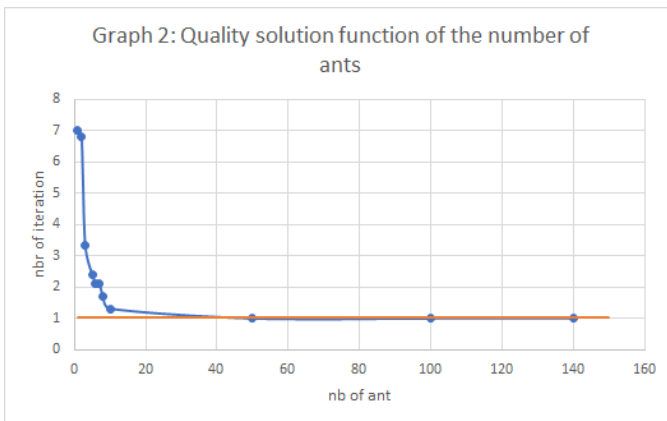 Graph 2: Quality solution function of the number of
ants
8
7
6
5
4
3
2
1
0
nbr of iteration
0 20 40 60 80 100 120 140 160
nb of ant